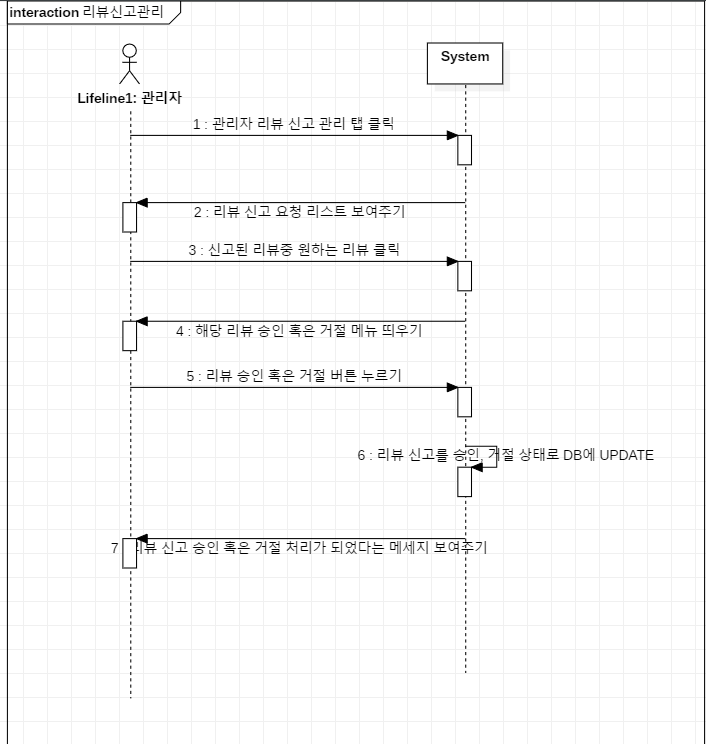 interaction 리뷰신고관리
System
Lifeline1: 관리자
1 : 관리자 리뷰 신고 관리 탭 클릭
2 : 리뷰 신고 요청 리스트 보여주기
3 : 신고된 리뷰중 원하는 리뷰 클릭
4 : 해당 리뷰 승인 혹은 거절 메뉴 띄우기
5 : 리뷰 승인 혹은 거절 버튼 누르기
6 : 리뷰 신고를 승인, 거절 상태로 DB에 UPDATE
7 : 리뷰 신고 승인 혹은 거절 처리가 되었다는 메세지 보여주기